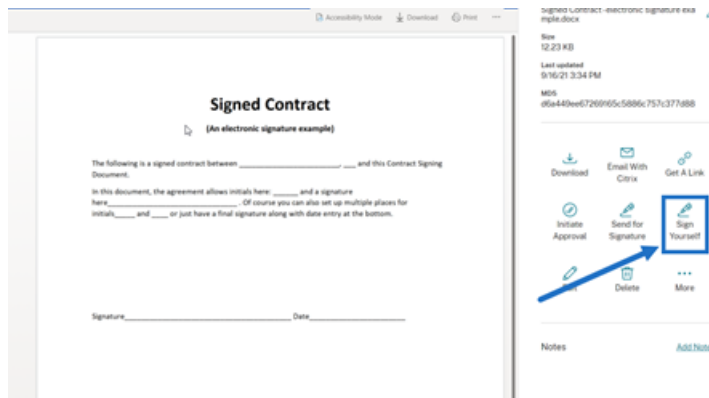 Accessibility Mode Download Print
Signed Contract
(An electronic signature example)
The following is a signed contract between ____________________, ___ and this Contract Signing
Document.
In this document, the agreement allows initials here: ______ and a signature
here__________________________ . Of course you can also set up multiple places for
initials_____ and ____ or just have a final signature along with date entry at the bottom.
Signature__________________________________ Date____________________
Signed Contract -electronic signature exa
mple.docx
Size
12.23 KB
Last updated
9/16/21 3:34 PM
MD5
Download
Email With
Citrix
Get A Link
Initiate
Approval
Send for
Signature
Sign
Yourself
Delete
More
Notes
Add Note